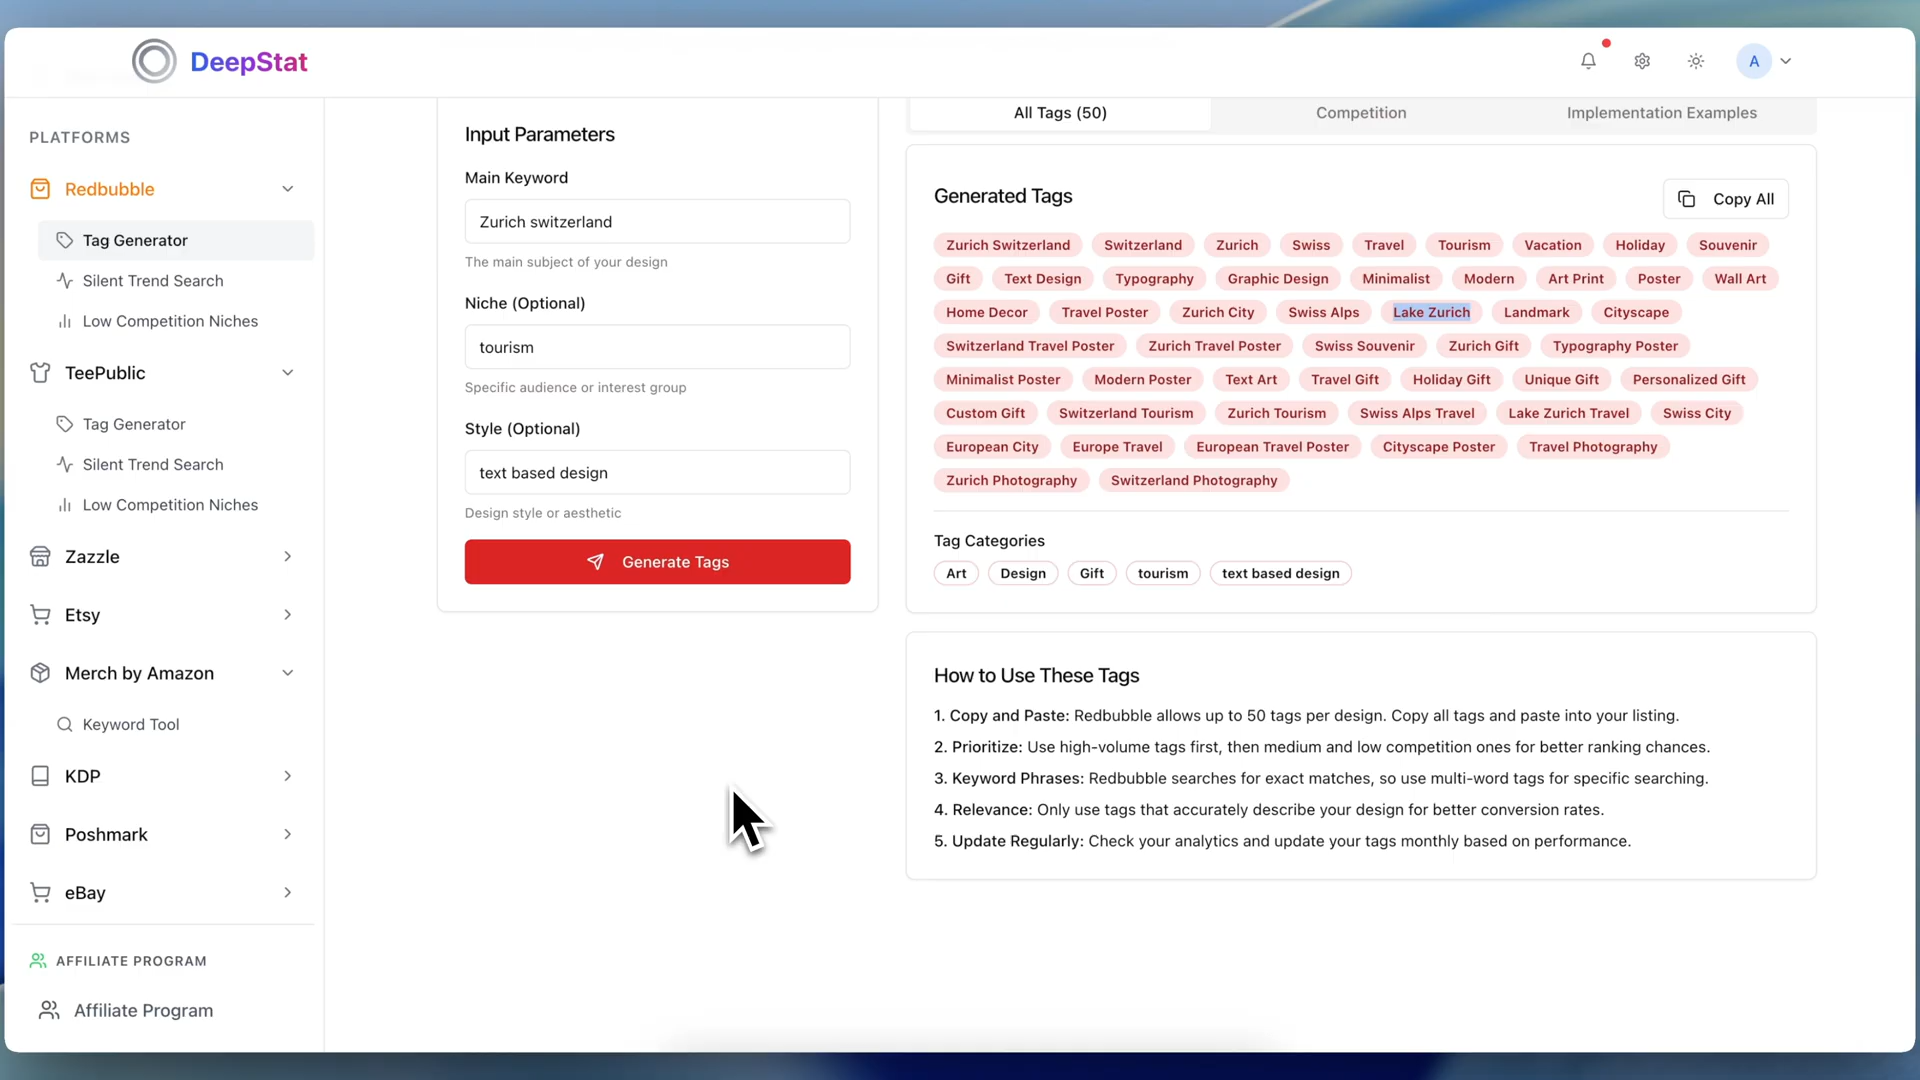 DeepStat
A
PLATFORMS
Redbubble
Tag Generator
Silent Trend Search
Low Competition Niches
TeePublic
Tag Generator
Silent Trend Search
Low Competition Niches
Zazzle
Etsy
Merch by Amazon
Keyword Tool
KDP
Poshmark
eBay
AFFILIATE PROGRAM
Affiliate Program
Input Parameters
Main Keyword
Zurich switzerland
The main subject of your design
Niche (Optional)
tourism
Specific audience or interest group
Style (Optional)
text based design
Design style or aesthetic
Generate Tags
All Tags (50) Competition Implementation Examples
Generated Tags
Copy All
Zurich Switzerland Switzerland Zurich Swiss Travel Tourism Vacation Holiday Souvenir
Gift Text Design Typography Graphic Design Minimalist Modern Art Print Poster Wall Art
Home Decor Travel Poster Zurich City Swiss Alps Lake Zurich Landmark Cityscape
Switzerland Travel Poster Zurich Travel Poster Swiss Souvenir Zurich Gift Typography Poster
Minimalist Poster Modern Poster Text Art Travel Gift Holiday Gift Unique Gift Personalized Gift
Custom Gift Switzerland Tourism Zurich Tourism Swiss Alps Travel Lake Zurich Travel Swiss City
European City Europe Travel European Travel Poster Cityscape Poster Travel Photography
Zurich Photography Switzerland Photography
Tag Categories
Art Design Gift tourism text based design
How to Use These Tags
1. Copy and Paste: Redbubble allows up to 50 tags per design. Copy all tags and paste into your listing.
2. Prioritize: Use high-volume tags first, then medium and low competition ones for better ranking chances.
3. Keyword Phrases: Redbubble searches for exact matches, so use multi-word tags for specific searching.
4. Relevance: Only use tags that accurately describe your design for better conversion rates.
5. Update Regularly: Check your analytics and update your tags monthly based on performance.